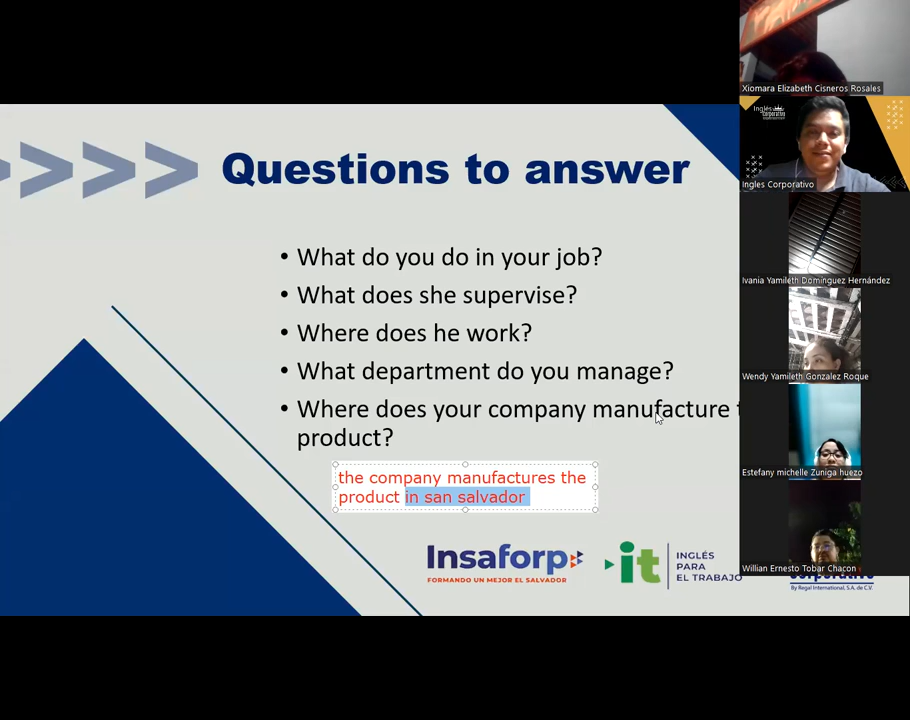 Questions to answer
• What do you do in your job?
• What does she supervise?
• Where does he work?
• What department do you manage?
• Where does your company manufacture
product?
the company manufactures the
product in san salvador
Insaforp
FORMANDO UN MEJOR EL SALVADOR
it
INGLÉS
PARA
EL TRABAJO
corporativo
By Regal International, S.A. de C.V.
Xiomara Elizabeth Cisneros Rosales
Inglés
corporativo
Ingles Corporativo
Ivania Yamileth Dominguez Hernández
Wendy Yamileth Gonzalez Roque
Estefany michelle Zuniga huezo
Willian Ernesto Tobar Chacon